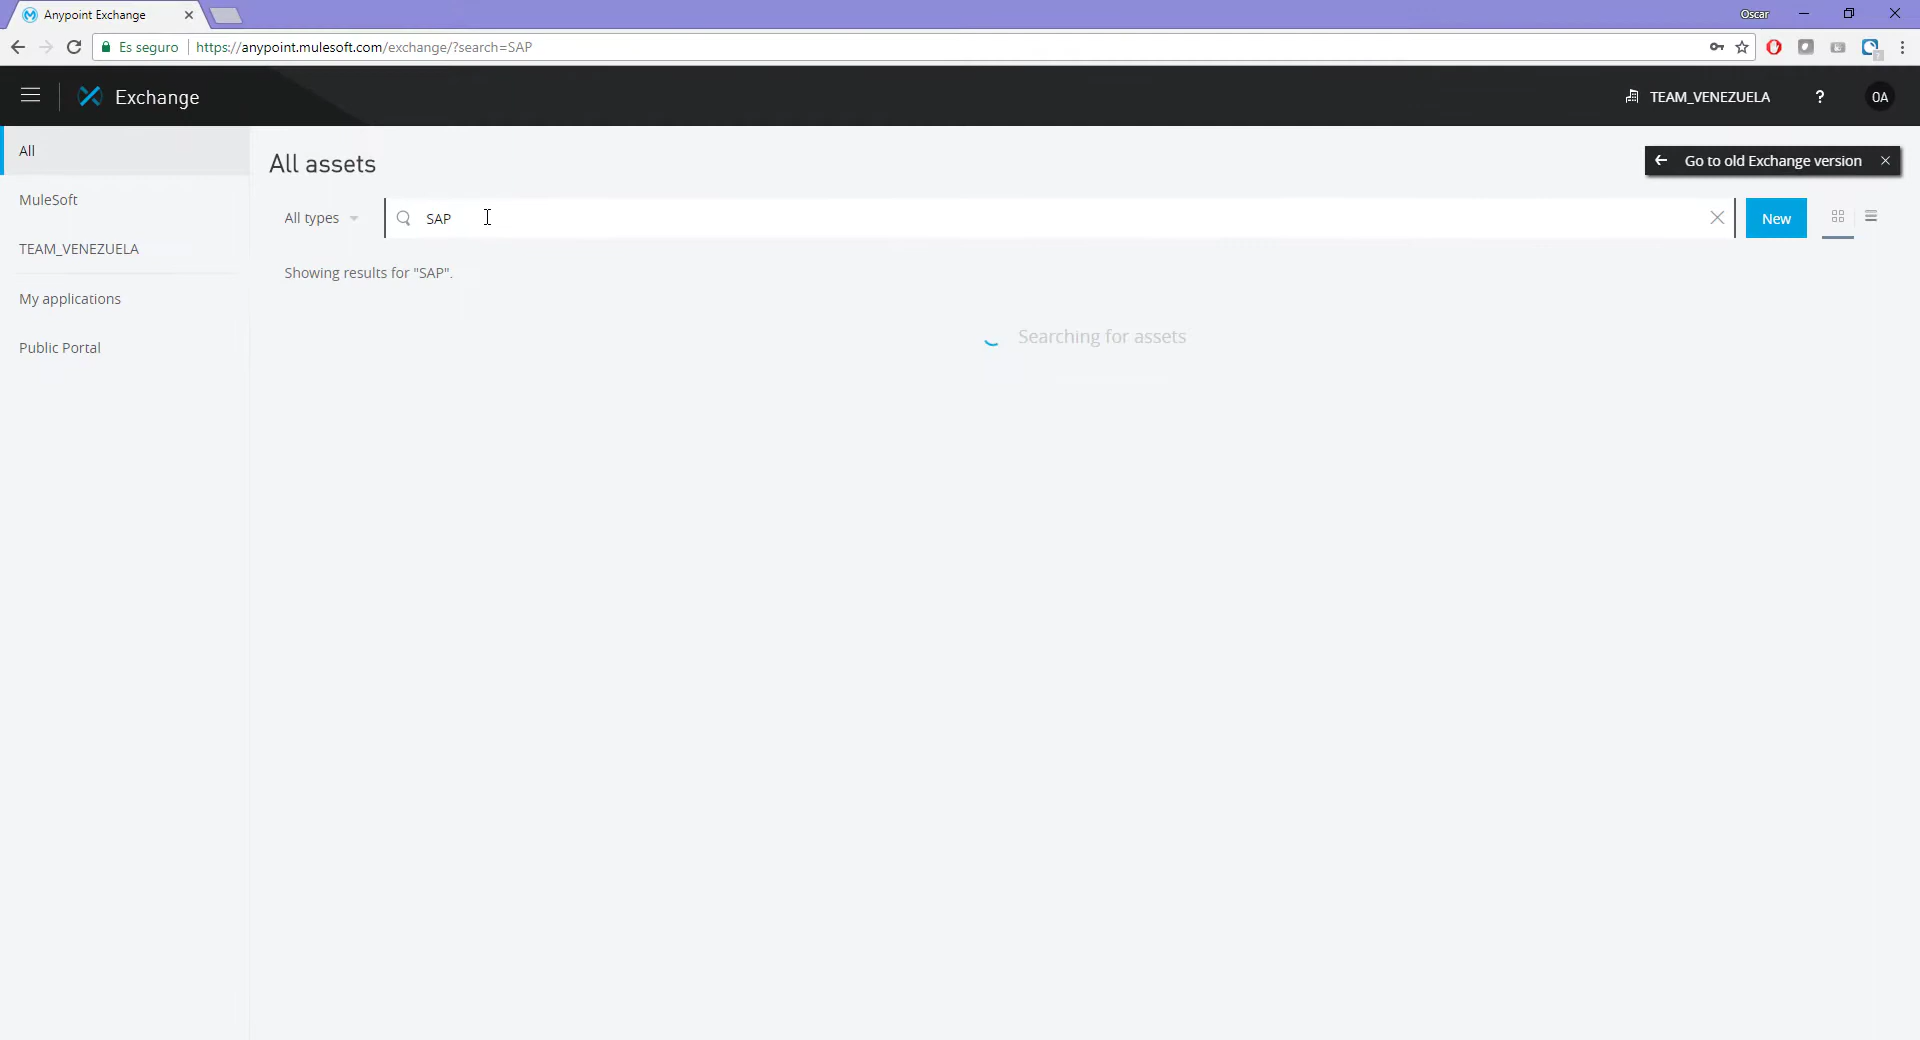 Anypoint Exchange
Oscar
Es seguro https://anypoint.mulesoft.com/exchange/?search=SAP
Exchange
TEAM_VENEZUELA ? OA
All
MuleSoft
TEAM_VENEZUELA
My applications
Public Portal
All assets
Go to old Exchange version
All types SAP New
Showing results for "SAP".
Searching for assets